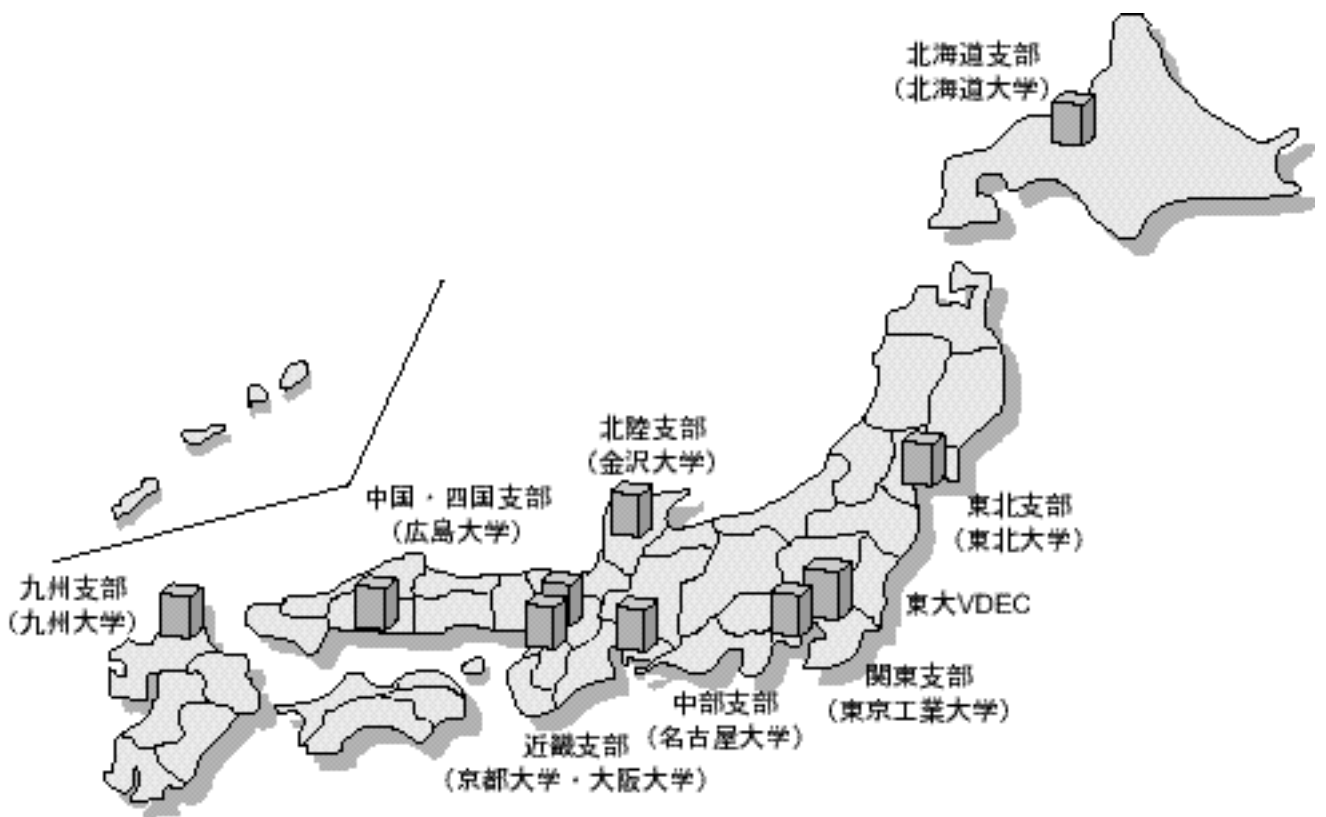 北海道支部
（北海道大学）
北陸支部
（金沢大学）
中国・四国支部
（広島大学）
東北支部
（東北大学）
九州支部
（九州大学）
東大VDEC
関東支部
（東京工業大学）
中部支部
（名古屋大学）
近畿支部
（京都大学・大阪大学）